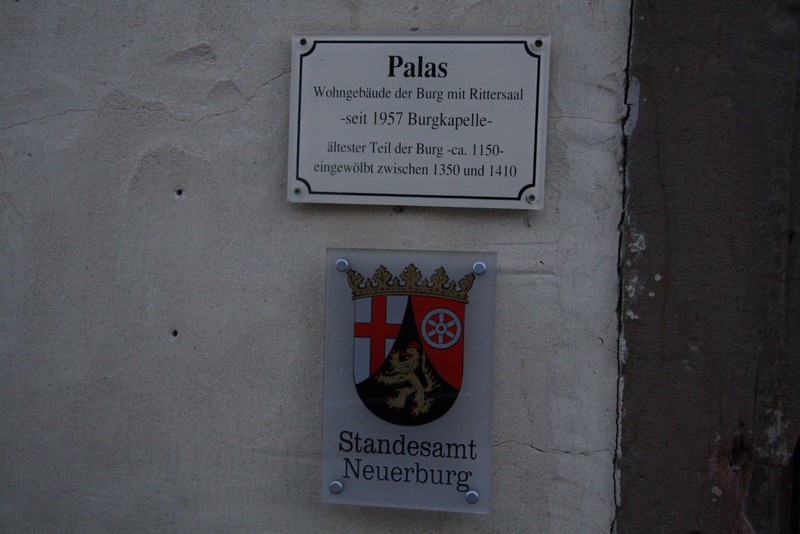 Palas
Wohngebäude der Burg mit Rittersaal
-seit 1957 Burgkapelle-
ältester Teil der Burg -ca. 1150-
eingewölbt zwischen 1350 und 1410
Standesamt
Neuerburg